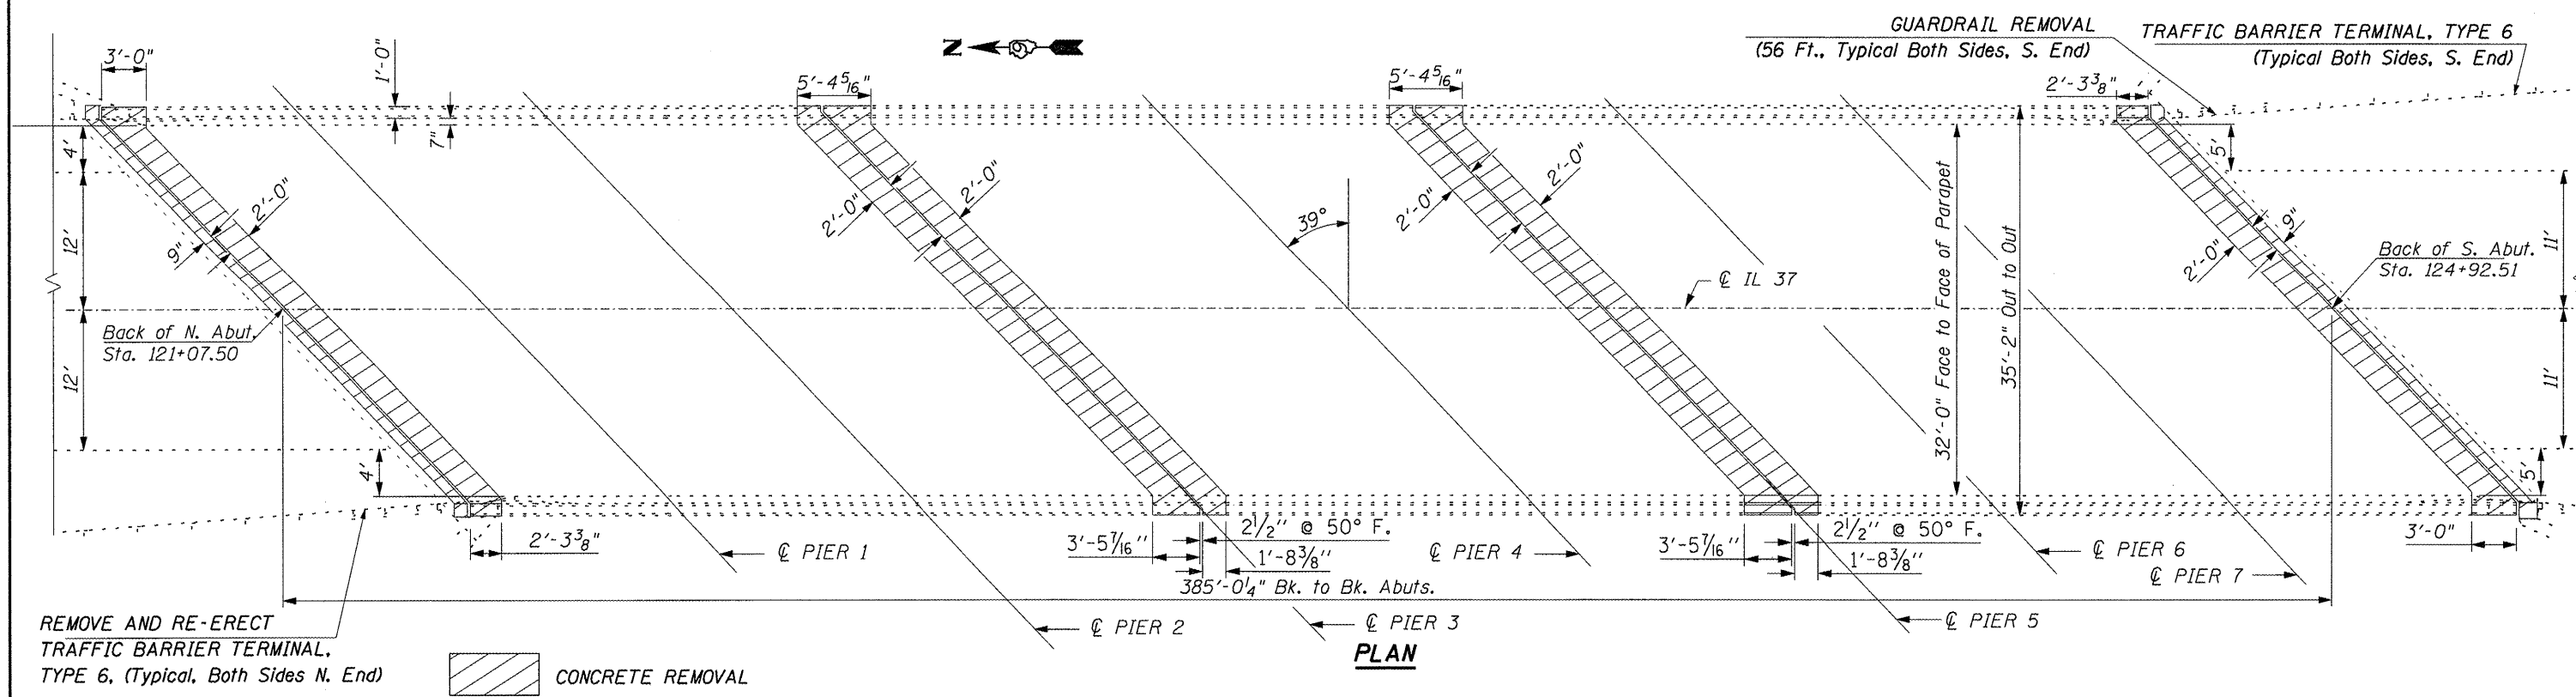 GUARDRAIL REMOVAL
(56 Ft., Typical Both Sides, S. End)
TRAFFIC BARRIER TERMINAL, TYPE 6
(Typical Both Sides, S. End)
N
3'-0"
1'-0"
7"
5'-4 5/16"
5'-4 5/16"
2'-3 3/8"
4'
12'
12'
4'
9"
2'-0"
2'-0"
2'-0"
39°
2'-0"
2'-0"
2'-0"
9"
5'
11'
11'
5'
32'-0" Face to Face of Parapet
35'-2" Out to Out
℄ IL 37
Back of N. Abut.
Sta. 121+07.50
Back of S. Abut.
Sta. 124+92.51
2'-3 3/8"
℄ PIER 1
3'-5 7/16"
2 1/2" @ 50° F.
1'-8 3/8"
℄ PIER 4
3'-5 7/16"
2 1/2" @ 50° F.
1'-8 3/8"
℄ PIER 6
℄ PIER 7
3'-0"
385'-0 1/4" Bk. to Bk. Abuts.
℄ PIER 2
℄ PIER 3
℄ PIER 5
REMOVE AND RE-ERECT
TRAFFIC BARRIER TERMINAL,
TYPE 6, (Typical, Both Sides N. End)
CONCRETE REMOVAL
PLAN